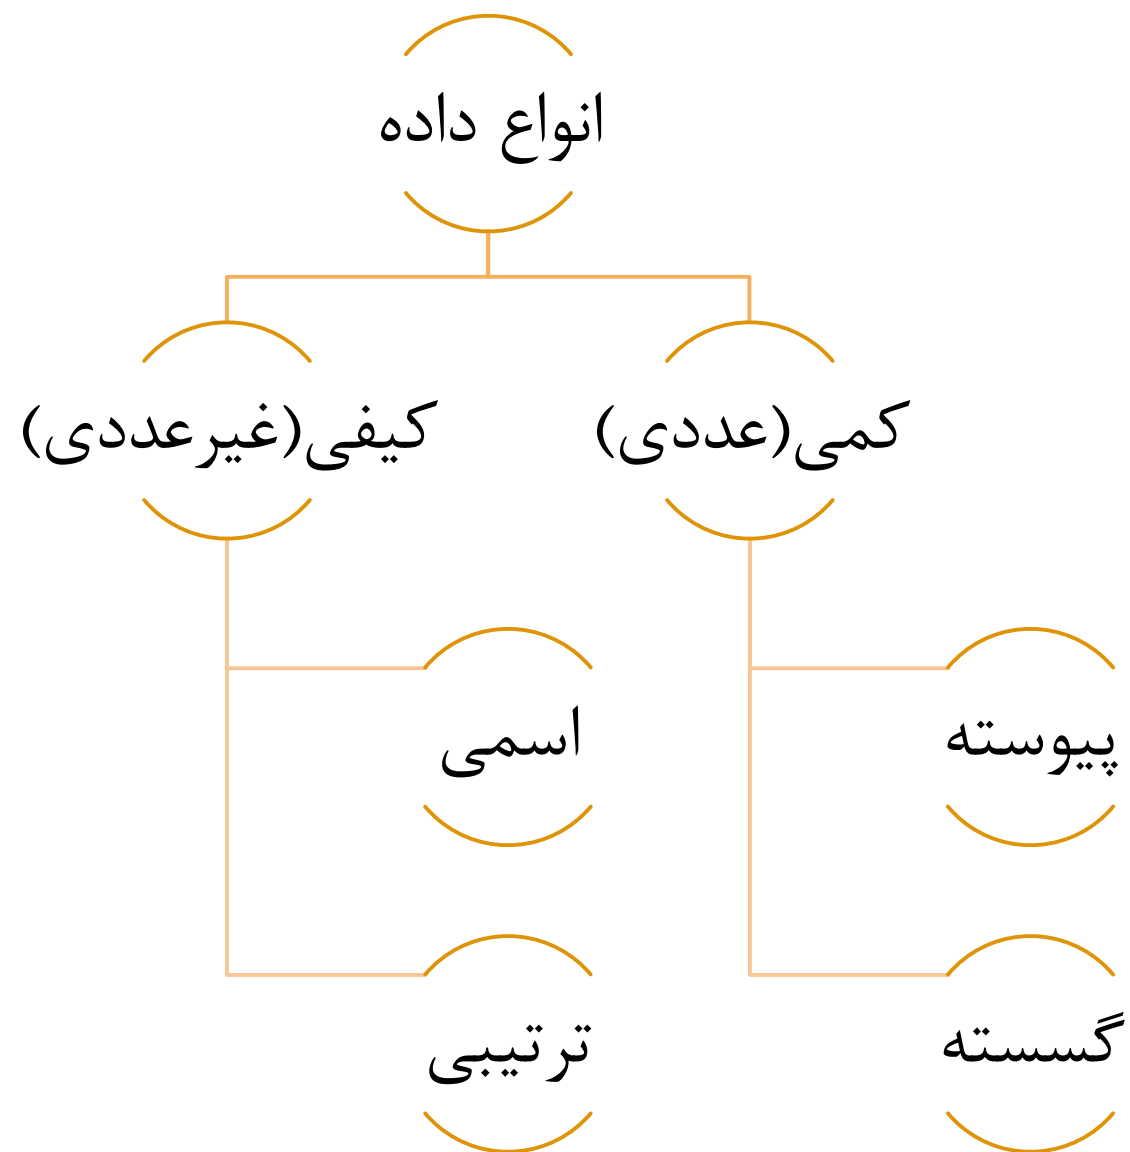 انواع داده
کمی(عددی)
کیفی(غیرعددی)
پیوسته
اسمی
گسسته
ترتیبی